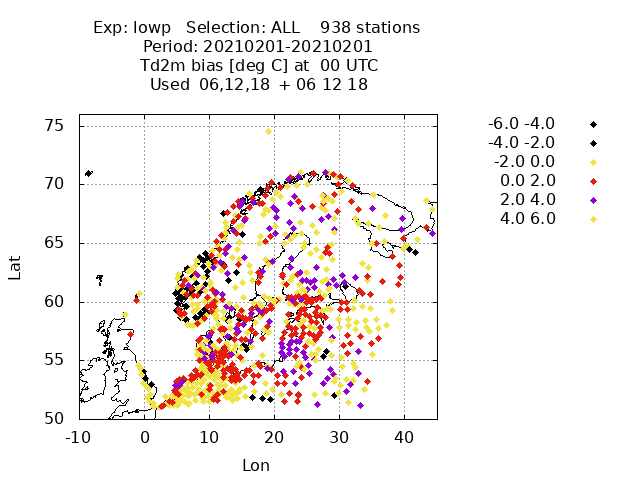 Exp: lowp   Selection: ALL    938 stations
Period: 20210201-20210201
Td2m bias [deg C] at  00 UTC
Used  06,12,18  + 06 12 18
-6.0 -4.0
-4.0 -2.0
-2.0 0.0
0.0 2.0
2.0 4.0
4.0 6.0
75
70
65
60
55
50
Lat
-10 0 10 20 30 40
Lon